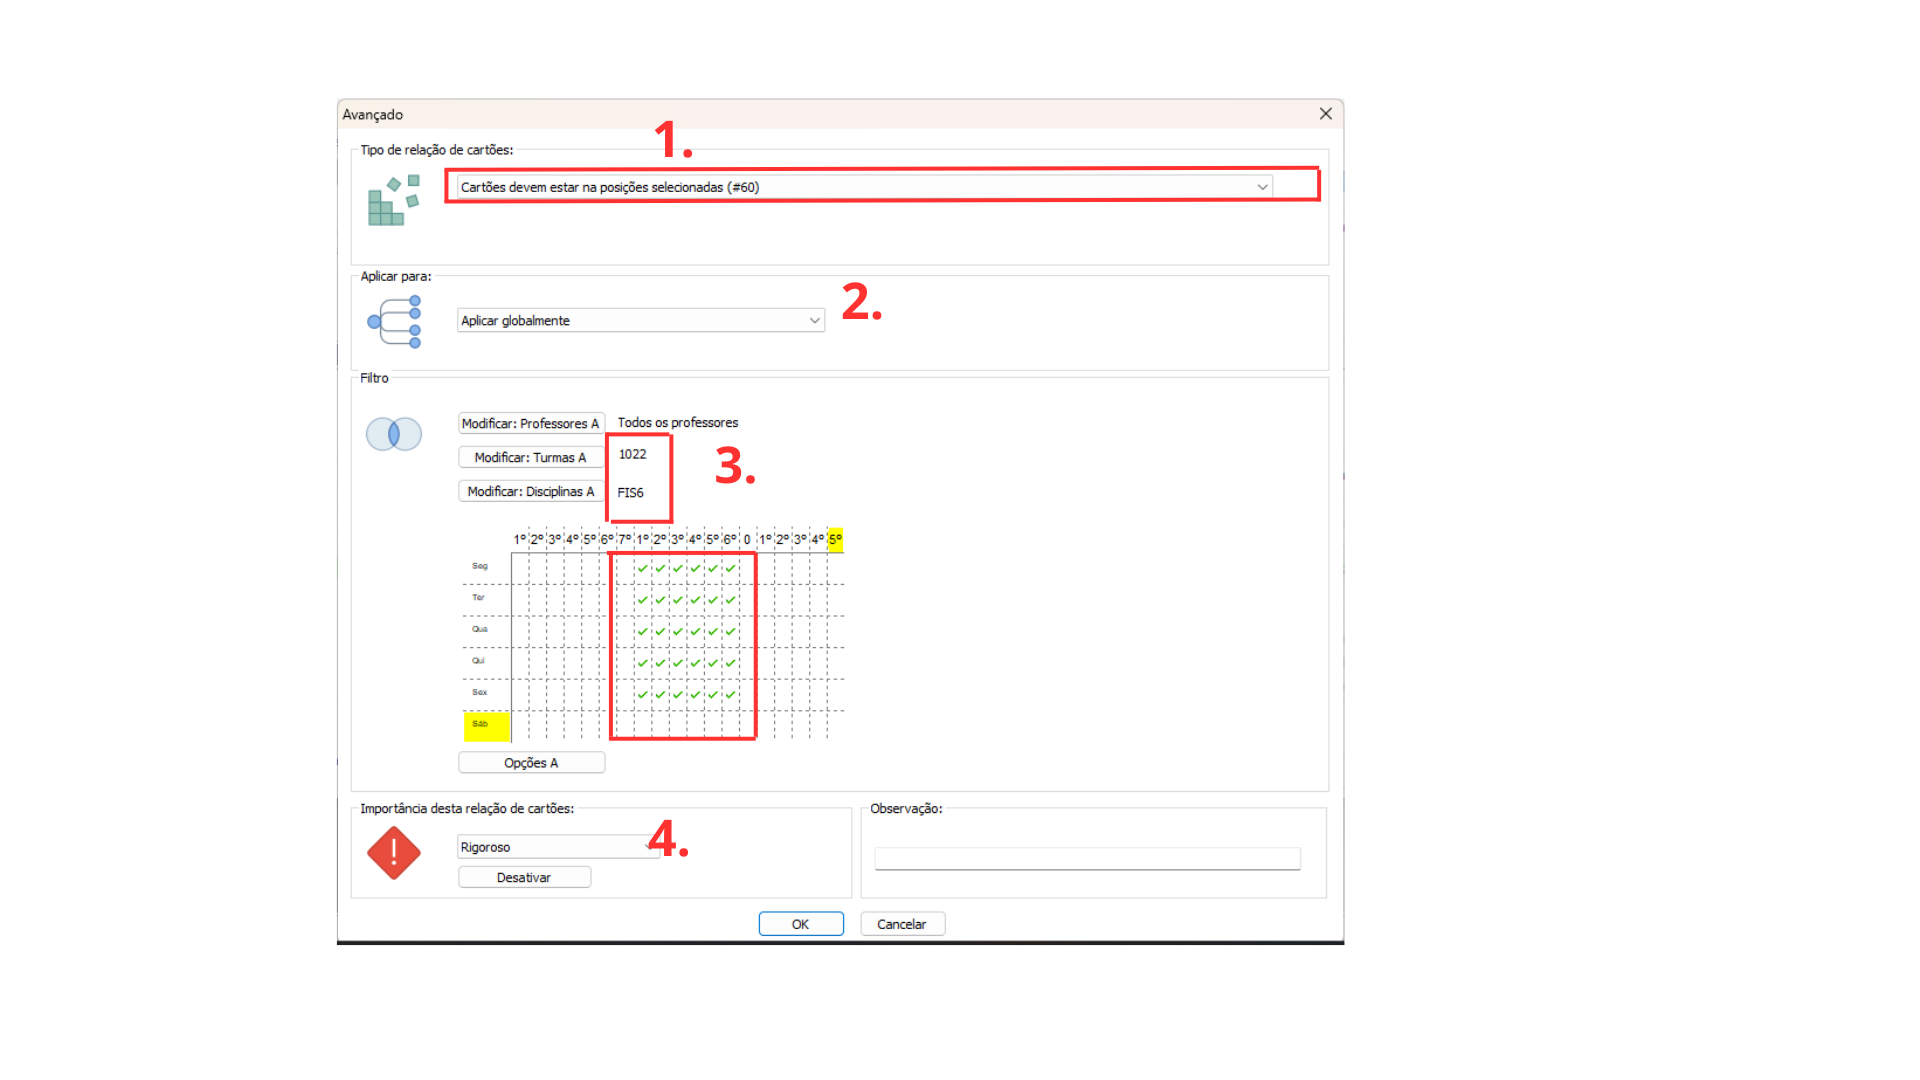 Avançado
1.
Tipo de relação de cartões:
Cartões devem estar na posições selecionadas (#60)
Aplicar para:
2.
Aplicar globalmente
Filtro
Modificar: Professores A Todos os professores
Modificar: Turmas A 1022
3.
Modificar: Disciplinas A FIS6
1º 2º 3º 4º 5º 6º 7º 1º 2º 3º 4º 5º 6º 0 1º 2º 3º 4º 5º
Seg
Ter
Qua
Qui
Sex
Sáb
Opções A
Importância desta relação de cartões: Observação:
4.
Rigoroso
Desativar
OK Cancelar